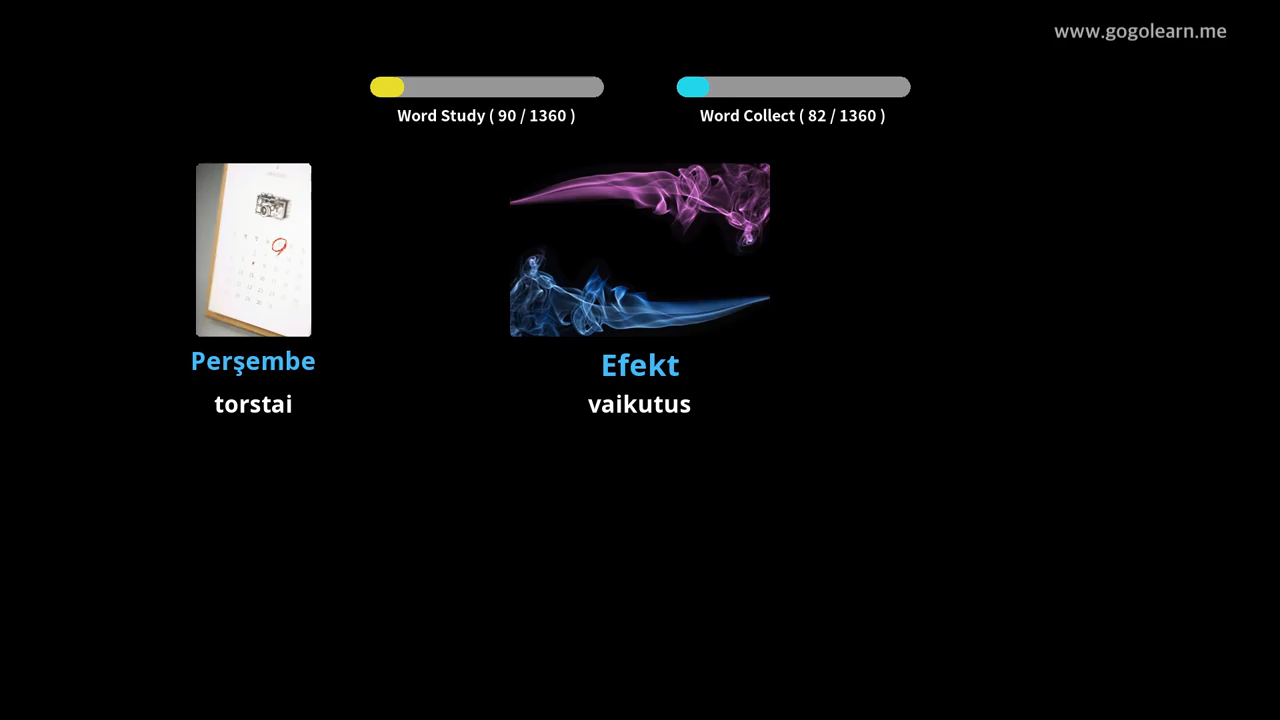 www.gogolearn.me
Word Study ( 90 / 1360 )
Word Collect ( 82 / 1360 )
Perşembe
torstai
Efekt
vaikutus